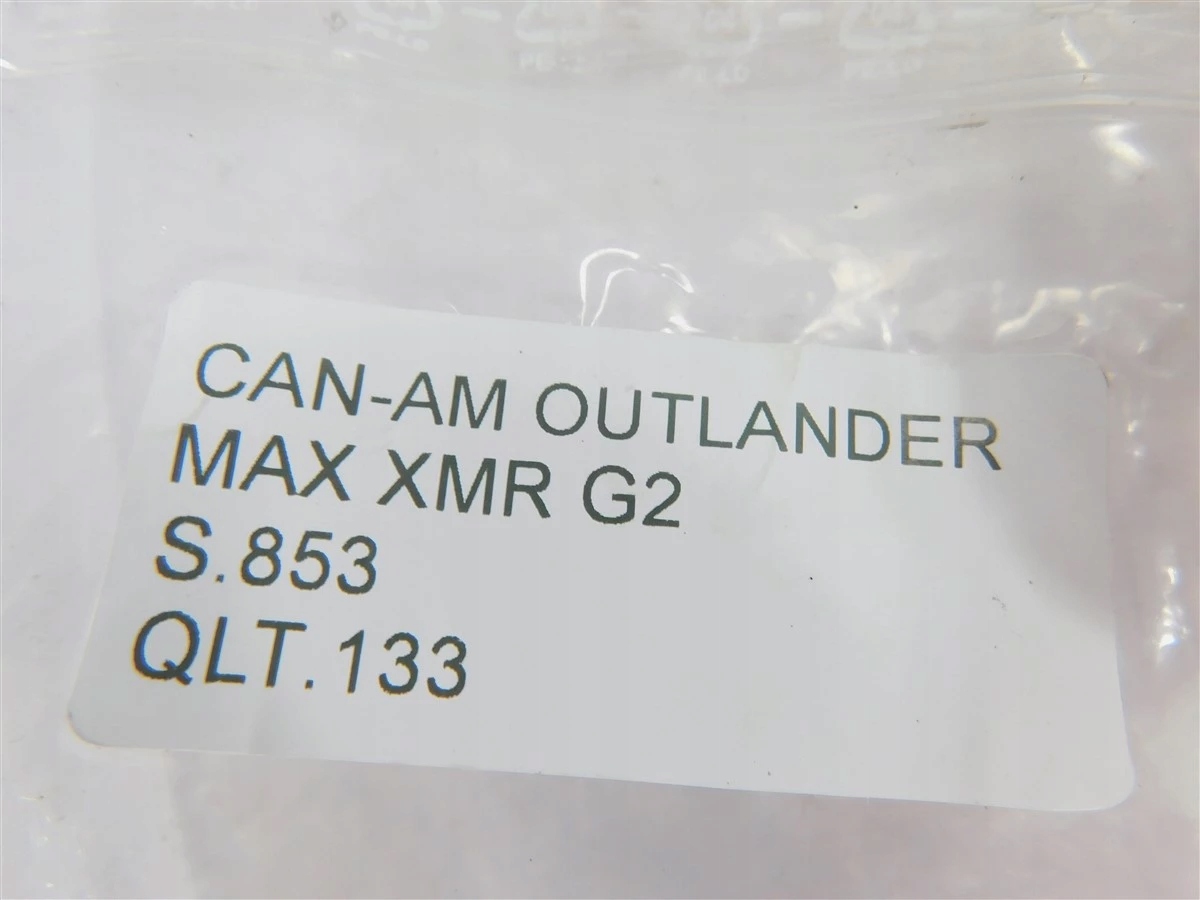 CAN-AM OUTLANDER
MAX XMR G2
S.853
QLT.133